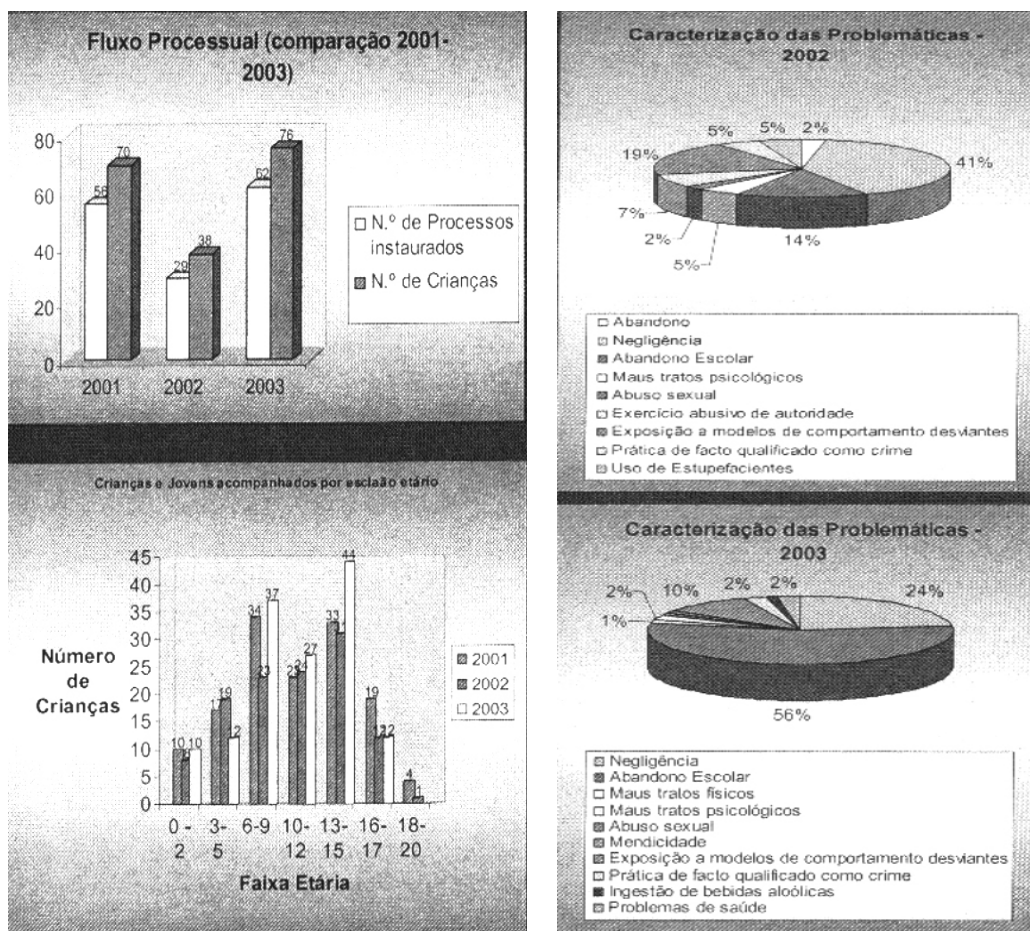 Fluxo Processual (comparação 2001-
2003)
80
60
40
20
0
56
70
29
38
62
76
2001
2002
2003
N.º de Processos
instaurados
N.º de Crianças
Crianças e Jovens acompanhados por esclaão etário
Número
de
Crianças
45
40
35
30
25
20
15
10
5
0
10
8
10
17
19
12
34
23
37
23
24
27
33
31
44
19
12
12
4
1
0 -
2
3-
5
6-9
10-
12
13-
15
16-
17
18-
20
Faixa Etária
2001
2002
2003
Caracterização das Problemáticas -
2002
5%
5%
2%
19%
41%
7%
2%
5%
14%
Abandono
Negligência
Abandono Escolar
Maus tratos psicológicos
Abuso sexual
Exercício abusivo de autoridade
Exposição a modelos de comportamento desviantes
Prática de facto qualificado como crime
Uso de Estupefacientes
Caracterização das Problemáticas -
2003
2%
10%
2%
2%
24%
1%
56%
Negligência
Abandono Escolar
Maus tratos físicos
Maus tratos psicológicos
Abuso sexual
Mendicidade
Exposição a modelos de comportamento desviantes
Prática de facto qualificado como crime
Ingestão de bebidas aloólicas
Problemas de saúde